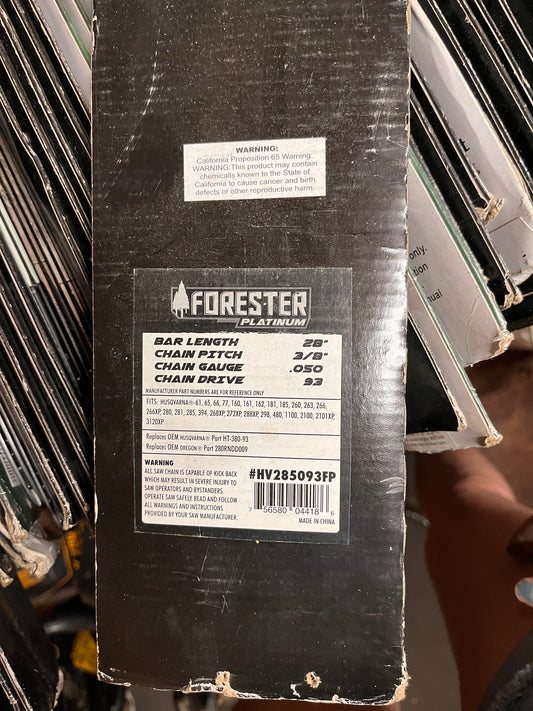 WARNING:
California Proposition 65 Warning:
WARNING:This product may contain
chemicals known to the State of
California to cause cancer and birth
defects or other reproductive harm.
FORESTER
PLATINUM
BAR LENGTH 28"
CHAIN PITCH 3/8"
CHAIN GAUGE .050
CHAIN DRIVE 93
MANUFACTURER PART NUMBERS ARE FOR REFERENCE ONLY
FITS HUSQVARNA®-61, 65, 66, 77, 160, 161, 162, 181, 185, 260, 263, 266,
266XP, 280, 281, 285, 394, 268XP, 272XP, 288XP, 298, 480, 1100, 2100, 2101XP,
3120XP
Replaces OEM HUSQVARNA® Part HT-380-93
Replaces OEM OREGON® Part 280RNDD009
WARNING
ALL SAW CHAIN IS CAPABLE OF KICK BACK
WHICH MAY RESULT IN SEVERE INJURY TO
SAW OPERATORS AND BYSTANDERS.
OPERATE SAW SAFELY. READ AND FOLLOW
ALL WARNINGS AND INSTRUCTIONS
PROVIDED BY YOUR SAW MANUFACTURER.
#HV285093FP
7 56580 04418 6
MADE IN CHINA
only.
nual